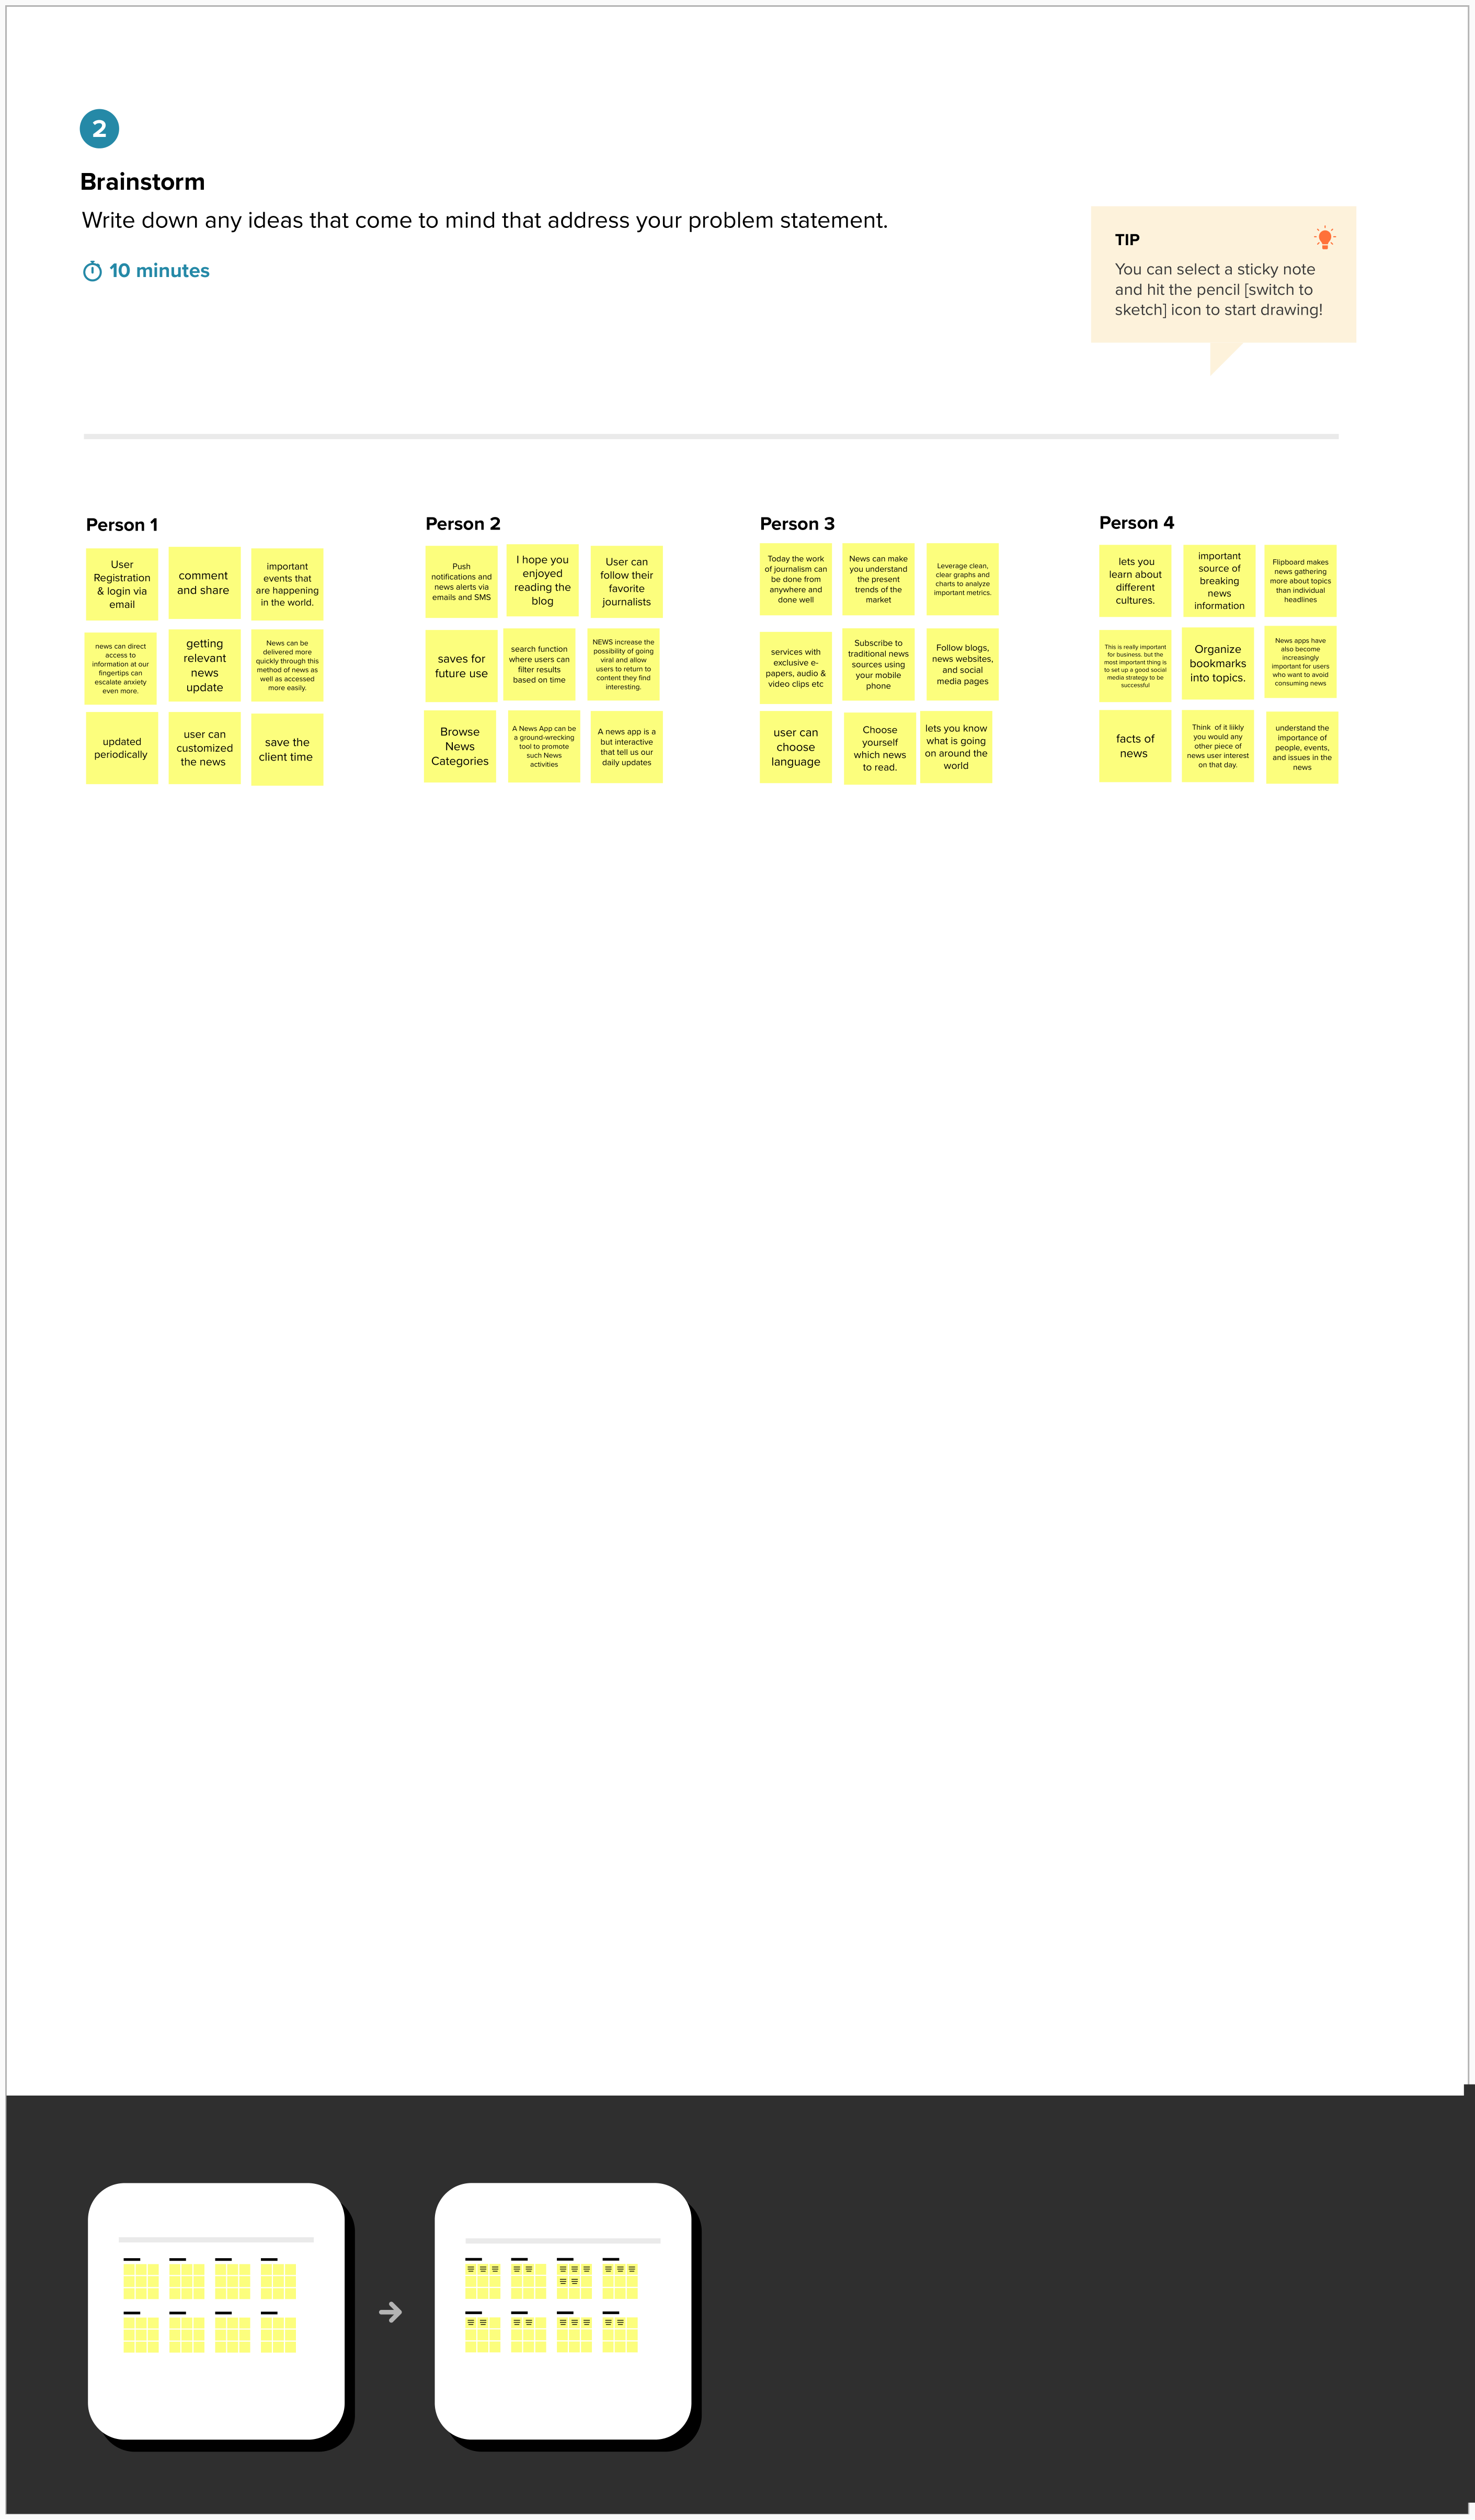 2
Brainstorm
Write down any ideas that come to mind that address your problem statement.
10 minutes
TIP
You can select a sticky note
and hit the pencil [switch to
sketch] icon to start drawing!
Person 1
User
Registration
& login via
email
comment
and share
important
events that
are happening
in the world.
news can direct
access to
information at our
fingertips can
escalate anxiety
even more.
getting
relevant
news
update
News can be
delivered more
quickly through this
method of news as
well as accessed
more easily.
updated
periodically
user can
customized
the news
save the
client time
Person 2
Push
notifications and
news alerts via
emails and SMS
I hope you
enjoyed
reading the
blog
User can
follow their
favorite
journalists
saves for
future use
search function
where users can
filter results
based on time
NEWS increase the
possibility of going
viral and allow
users to return to
content they find
interesting.
Browse
News
Categories
A News App can be
a ground-wrecking
tool to promote
such News
activities
A news app is a
but interactive
that tell us our
daily updates
Person 3
Today the work
of journalism can
be done from
anywhere and
done well
News can make
you understand
the present
trends of the
market
Leverage clean,
clear graphs and
charts to analyze
important metrics.
services with
exclusive e-
papers, audio &
video clips etc
Subscribe to
traditional news
sources using
your mobile
phone
Follow blogs,
news websites,
and social
media pages
user can
choose
language
Choose
yourself
which news
to read.
lets you know
what is going
on around the
world
Person 4
lets you
learn about
different
cultures.
important
source of
breaking
news
information
Flipboard makes
news gathering
more about topics
than individual
headlines
This is really important
for business. but the
most important thing is
to set up a good social
media strategy to be
successful
Organize
bookmarks
into topics.
News apps have
also become
increasingly
important for users
who want to avoid
consuming news
facts of
news
Think of it liikly
you would any
other piece of
news user interest
on that day.
understand the
importance of
people, events,
and issues in the
news